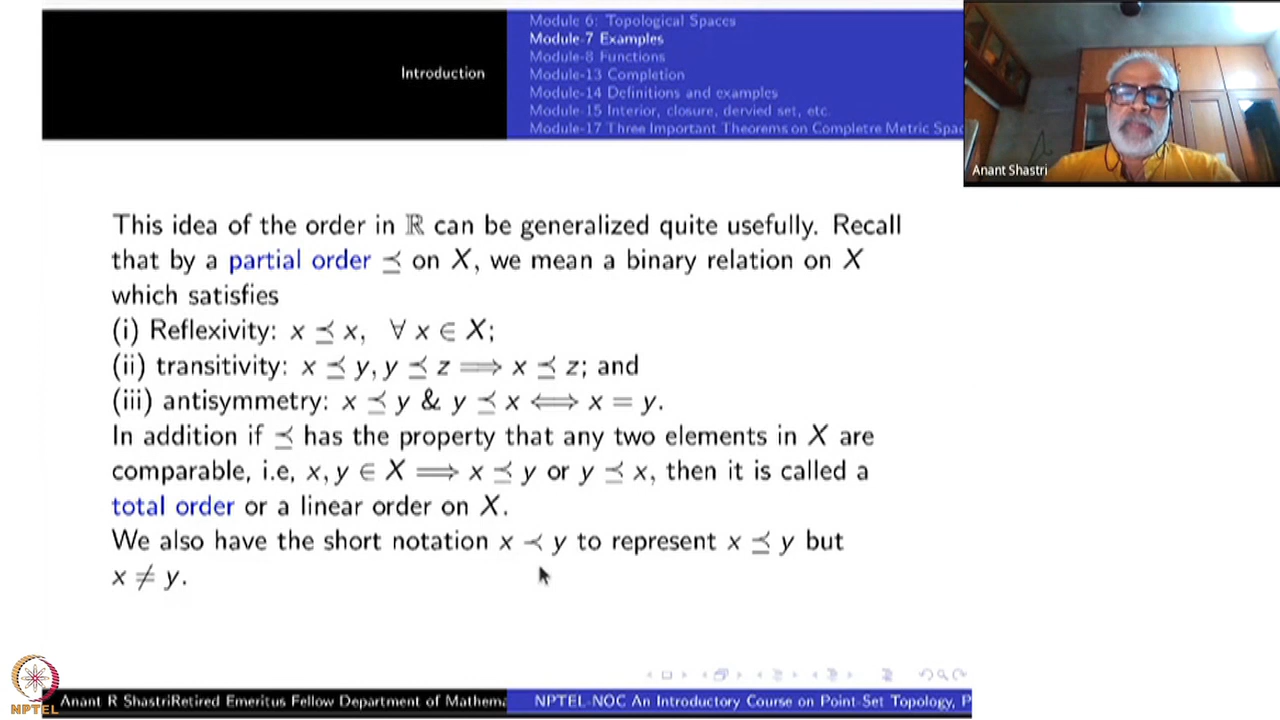 Introduction
Module 6: Topological Spaces
Module-7 Examples
Module-8 Functions
Module-13 Completion
Module-14 Definitions and examples
Module-15 Interior, closure, dervied set, etc.
Module-17 Three Important Theorems on Completre Metric Spac
Anant Shastri
This idea of the order in ℝ can be generalized quite usefully. Recall
that by a partial order ⪯ on X, we mean a binary relation on X
which satisfies
(i) Reflexivity: x ⪯ x, ∀ x ∈ X;
(ii) transitivity: x ⪯ y, y ⪯ z ⟹ x ⪯ z; and
(iii) antisymmetry: x ⪯ y & y ⪯ x ⟺ x = y.
In addition if ⪯ has the property that any two elements in X are
comparable, i.e, x, y ∈ X ⟹ x ⪯ y or y ⪯ x, then it is called a
total order or a linear order on X.
We also have the short notation x ≺ y to represent x ⪯ y but
x ≠ y.
NPTEL
Anant R ShastriRetired Emeritus Fellow Department of Mathema
NPTEL-NOC An Introductory Course on Point-Set Topology, P